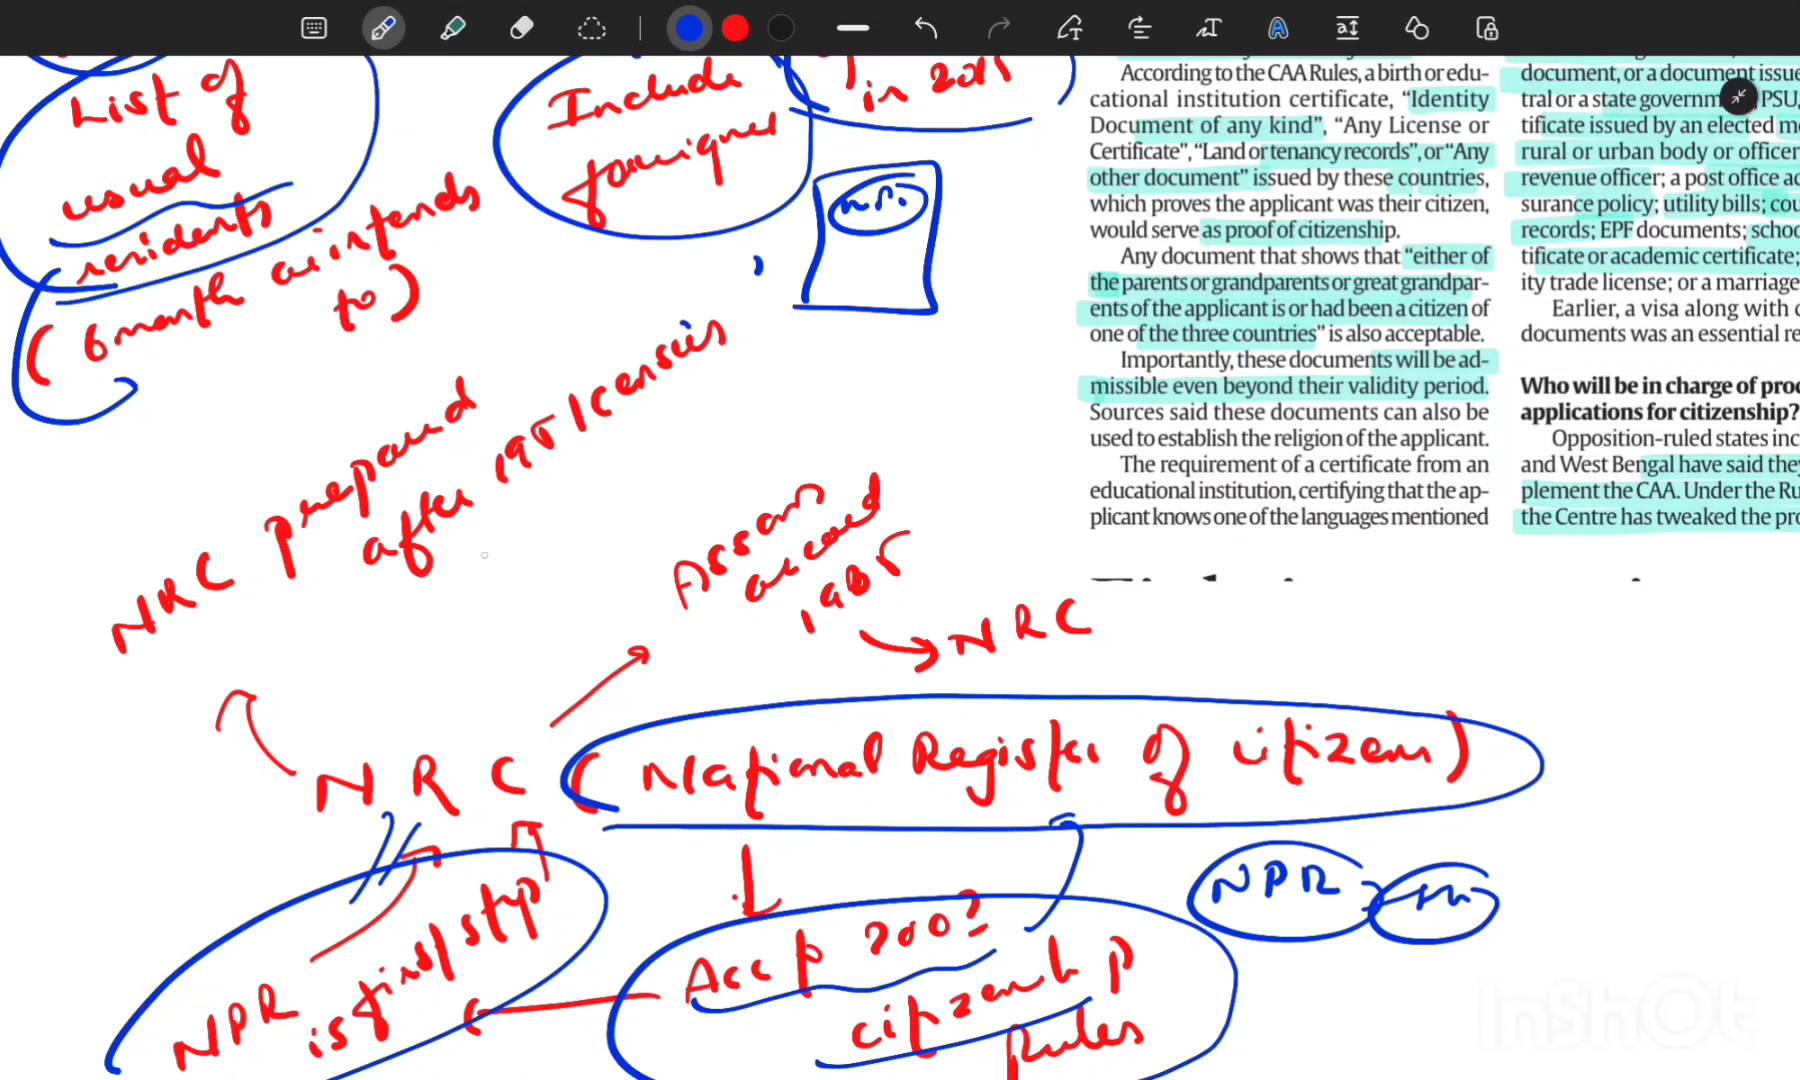 List of
usual
residents
(6 month or intends
to)
Include
in 201
NRC prepared
after 1951 census
Assam
accord
1985
NRC
NRC (National Register of citizens)
NPR
NPR
is first step
Acc to 2003
citizenship
Rules
According to the CAA Rules, a birth or edu-
cational institution certificate, “Identity
Document of any kind”, “Any License or
Certificate”, “Land or tenancy records”, or “Any
other document” issued by these countries,
which proves the applicant was their citizen,
would serve as proof of citizenship.
Any document that shows that “either of
the parents or grandparents or great grandpar-
ents of the applicant is or had been a citizen of
one of the three countries” is also acceptable.
Importantly, these documents will be ad-
missible even beyond their validity period.
Sources said these documents can also be
used to establish the religion of the applicant.
The requirement of a certificate from an
educational institution, certifying that the ap-
plicant knows one of the languages mentioned
document, or a document issue
tral or a state governm PSU,
tificate issued by an elected me
rural or urban body or officer
revenue officer; a post office ac
surance policy; utility bills; cou
records; EPF documents; schoo
tificate or academic certificate;
ity trade license; or a marriage
Earlier, a visa along with c
documents was an essential re
Who will be in charge of proc
applications for citizenship?
Opposition-ruled states inc
and West Bengal have said they
plement the CAA. Under the Ru
the Centre has tweaked the pro
InShOt